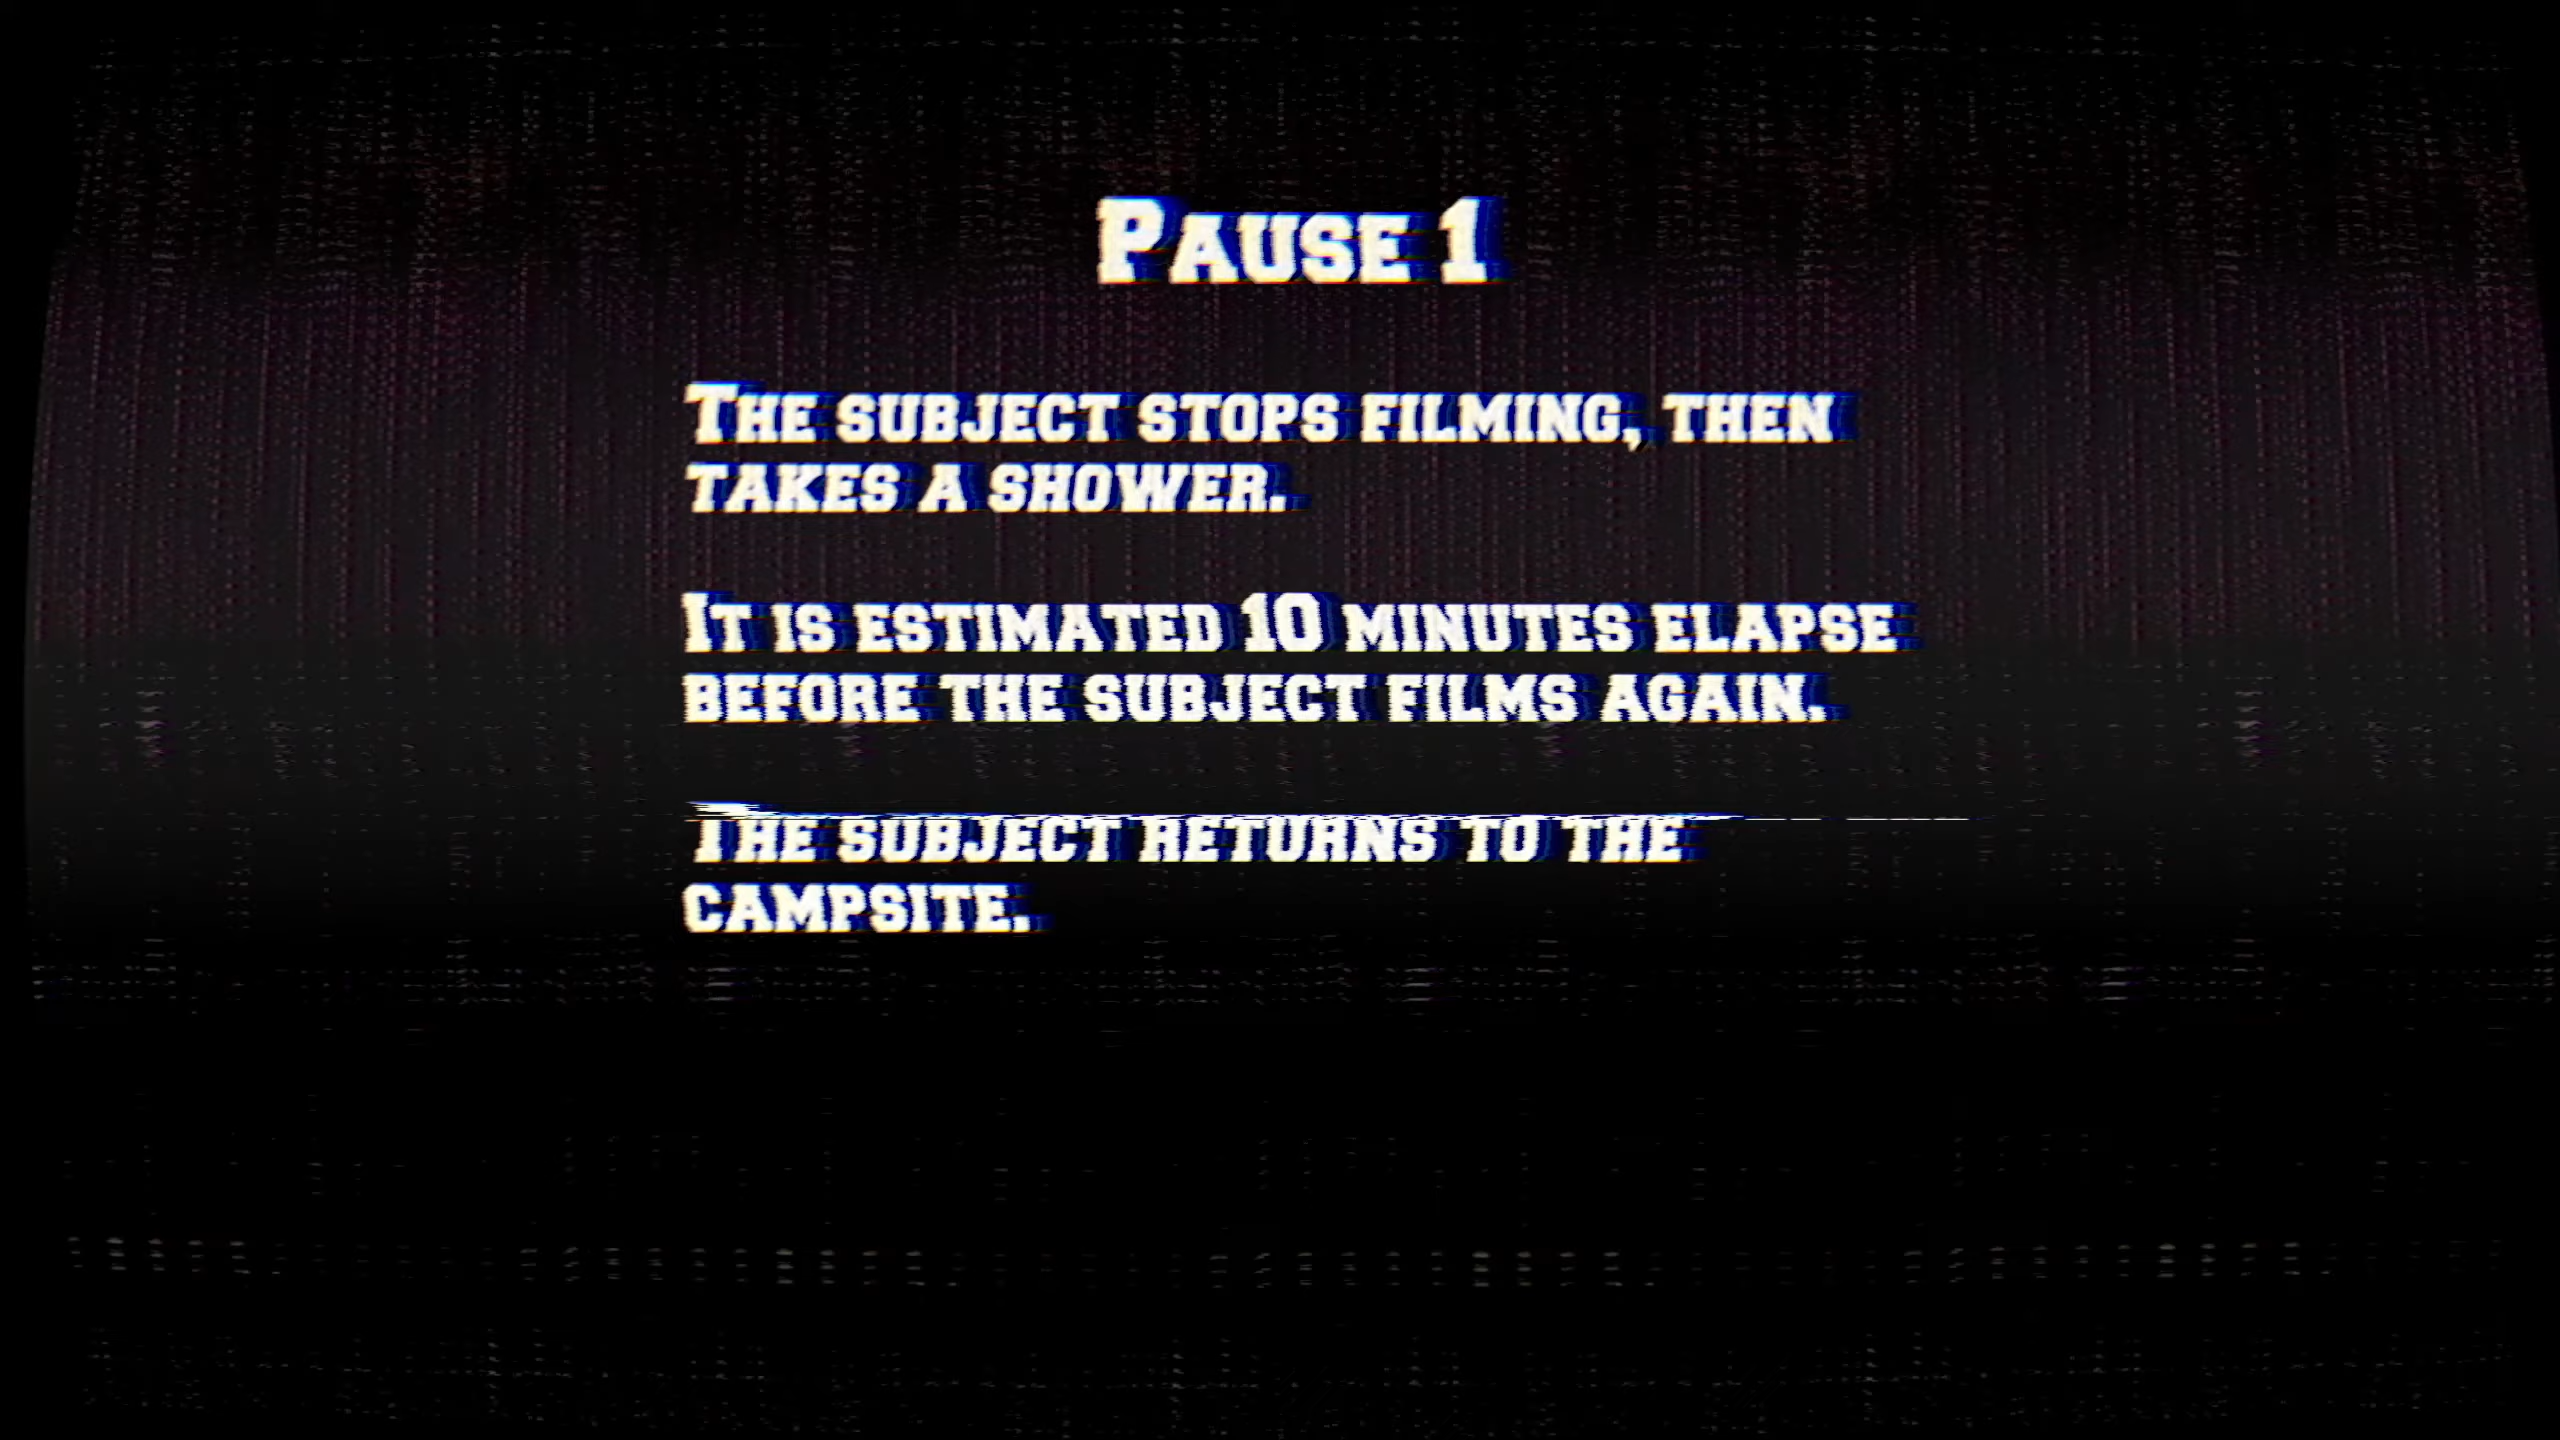 Pause 1
The subject stops filming, then
takes a shower.
It is estimated 10 minutes elapse
before the subject films again.
The subject returns to the
campsite.